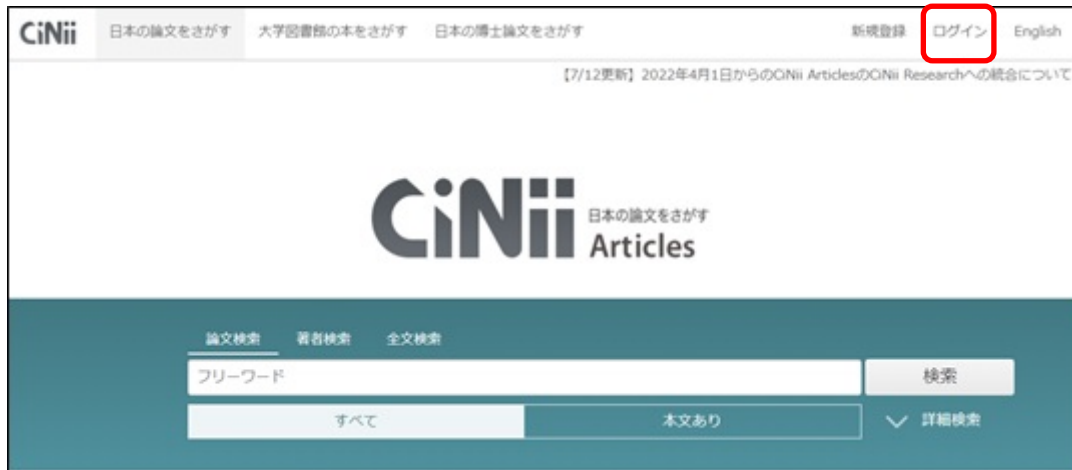 CiNii 日本の論文をさがす 大学図書館の本をさがす 日本の博士論文をさがす 新規登録 ログイン English
【7/12更新】2022年4月1日からのCiNii ArticlesのCiNii Researchへの統合について
CiNii 日本の論文をさがす
Articles
論文検索 著者検索 全文検索
フリーワード 検索
すべて 本文あり 詳細検索